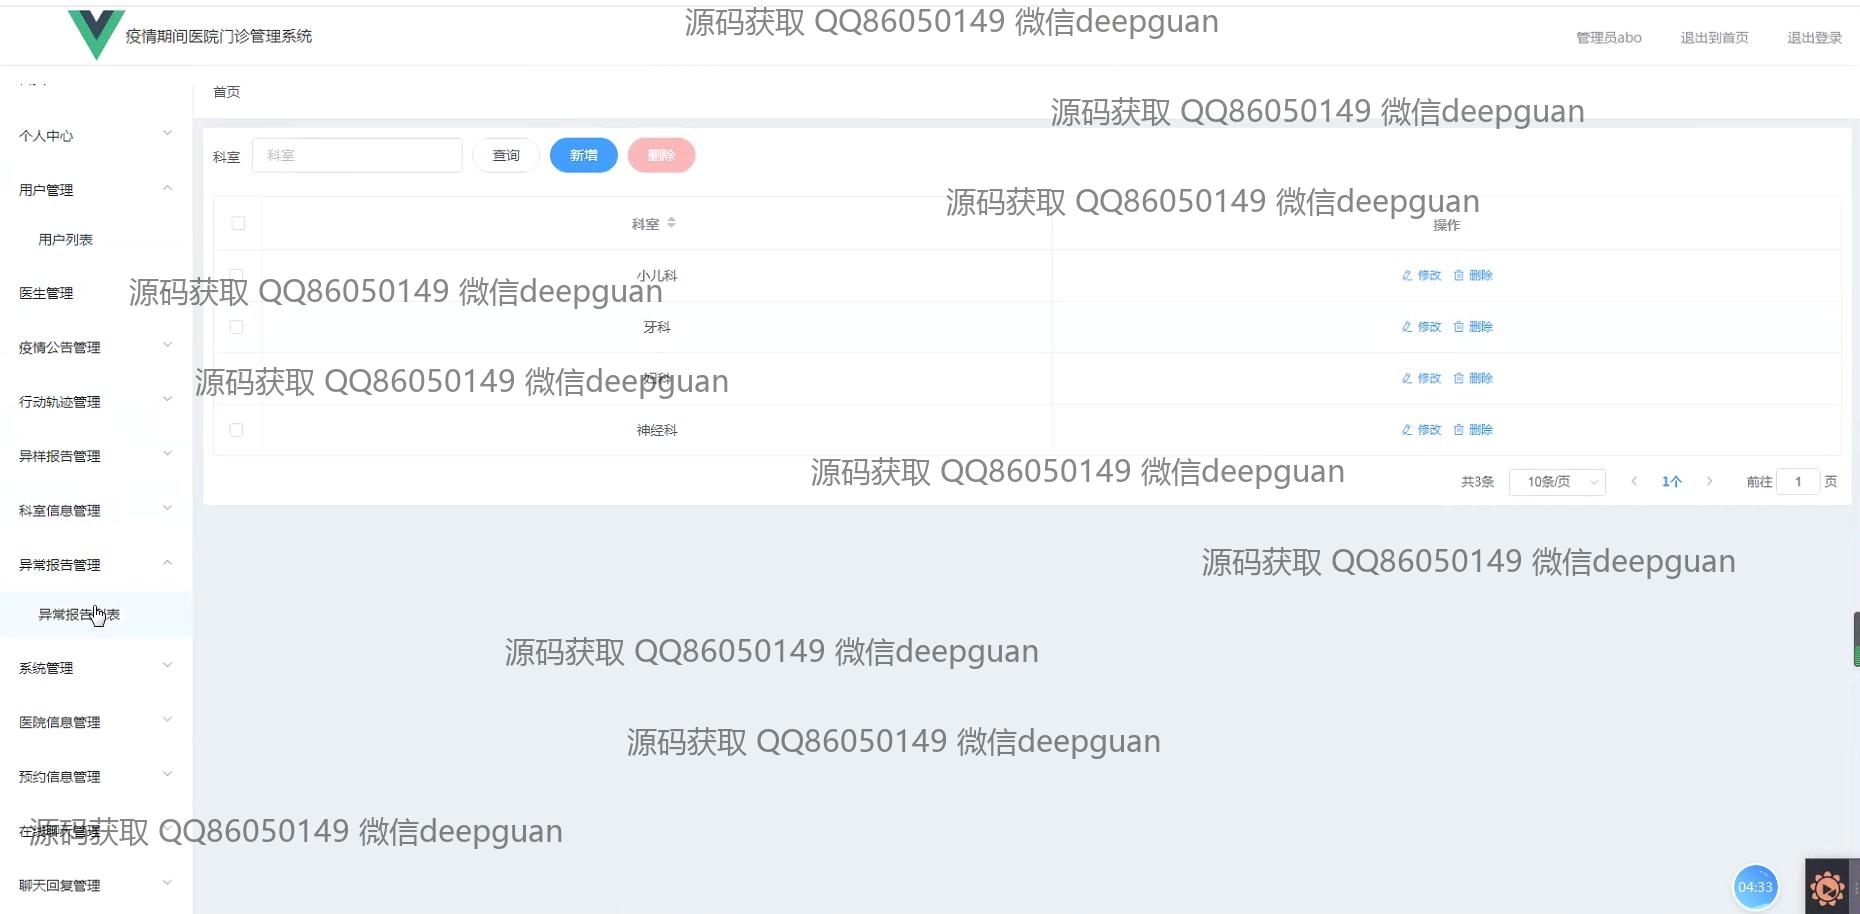 疫情期间医院门诊管理系统
源码获取 QQ86050149 微信deepguan
管理员abo
退出到首页
退出登录
首页
源码获取 QQ86050149 微信deepguan
个人中心
科室
科室
查询
新增
删除
用户管理
源码获取 QQ86050149 微信deepguan
科室
操作
用户列表
小儿科
修改
删除
医生管理
源码获取 QQ86050149 微信deepguan
牙科
修改
删除
疫情公告管理
源码获取 QQ86050149 微信deepguan
妇科
修改
删除
行动轨迹管理
神经科
修改
删除
异样报告管理
源码获取 QQ86050149 微信deepguan
共3条
10条/页
1个
前往
1
页
科室信息管理
异常报告管理
源码获取 QQ86050149 微信deepguan
异常报告列表
源码获取 QQ86050149 微信deepguan
系统管理
医院信息管理
源码获取 QQ86050149 微信deepguan
预约信息管理
在线聊天管理
源码获取 QQ86050149 微信deepguan
聊天回复管理
04:33